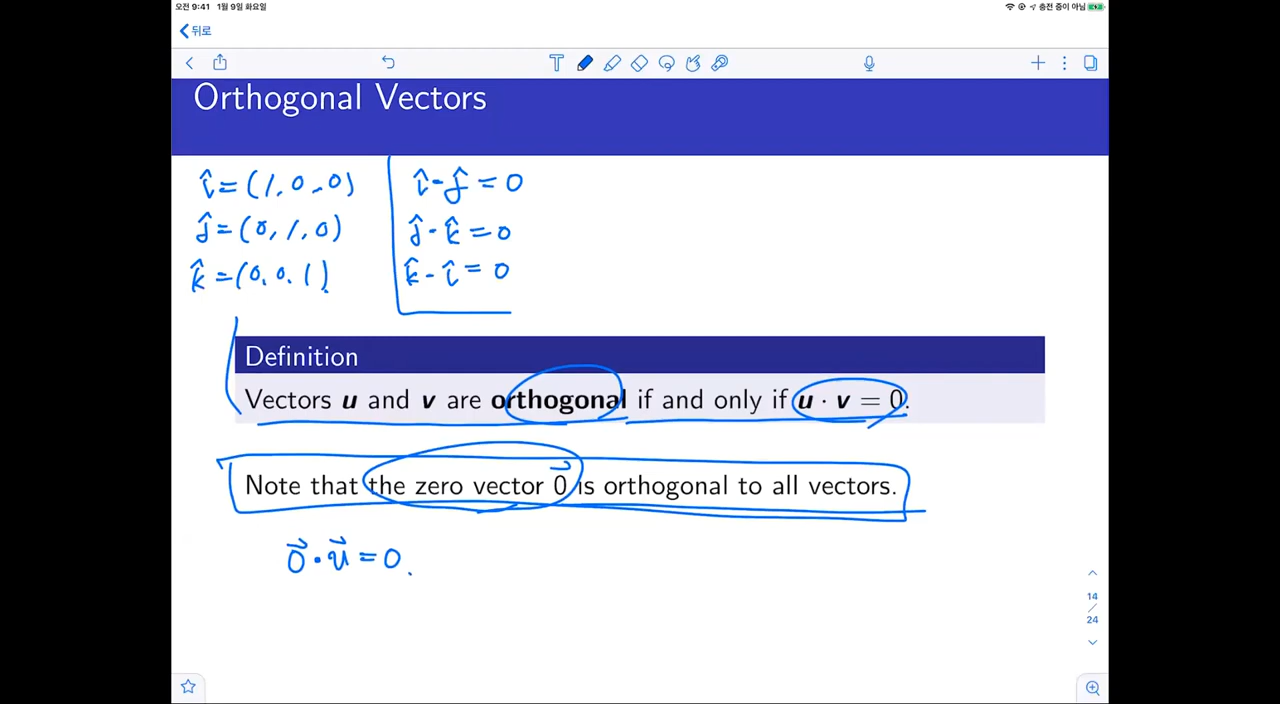 오전 9:41 1월 9일 화요일
충전 중이 아님
뒤로
Orthogonal Vectors
î = (1, 0, 0)
ĵ = (0, 1, 0)
k̂ = (0, 0, 1)
î · ĵ = 0
ĵ · k̂ = 0
k̂ · î = 0
Definition
Vectors u and v are orthogonal if and only if u · v = 0.
Note that the zero vector 0⃗ is orthogonal to all vectors.
0⃗ · u⃗ = 0.
14
/
24